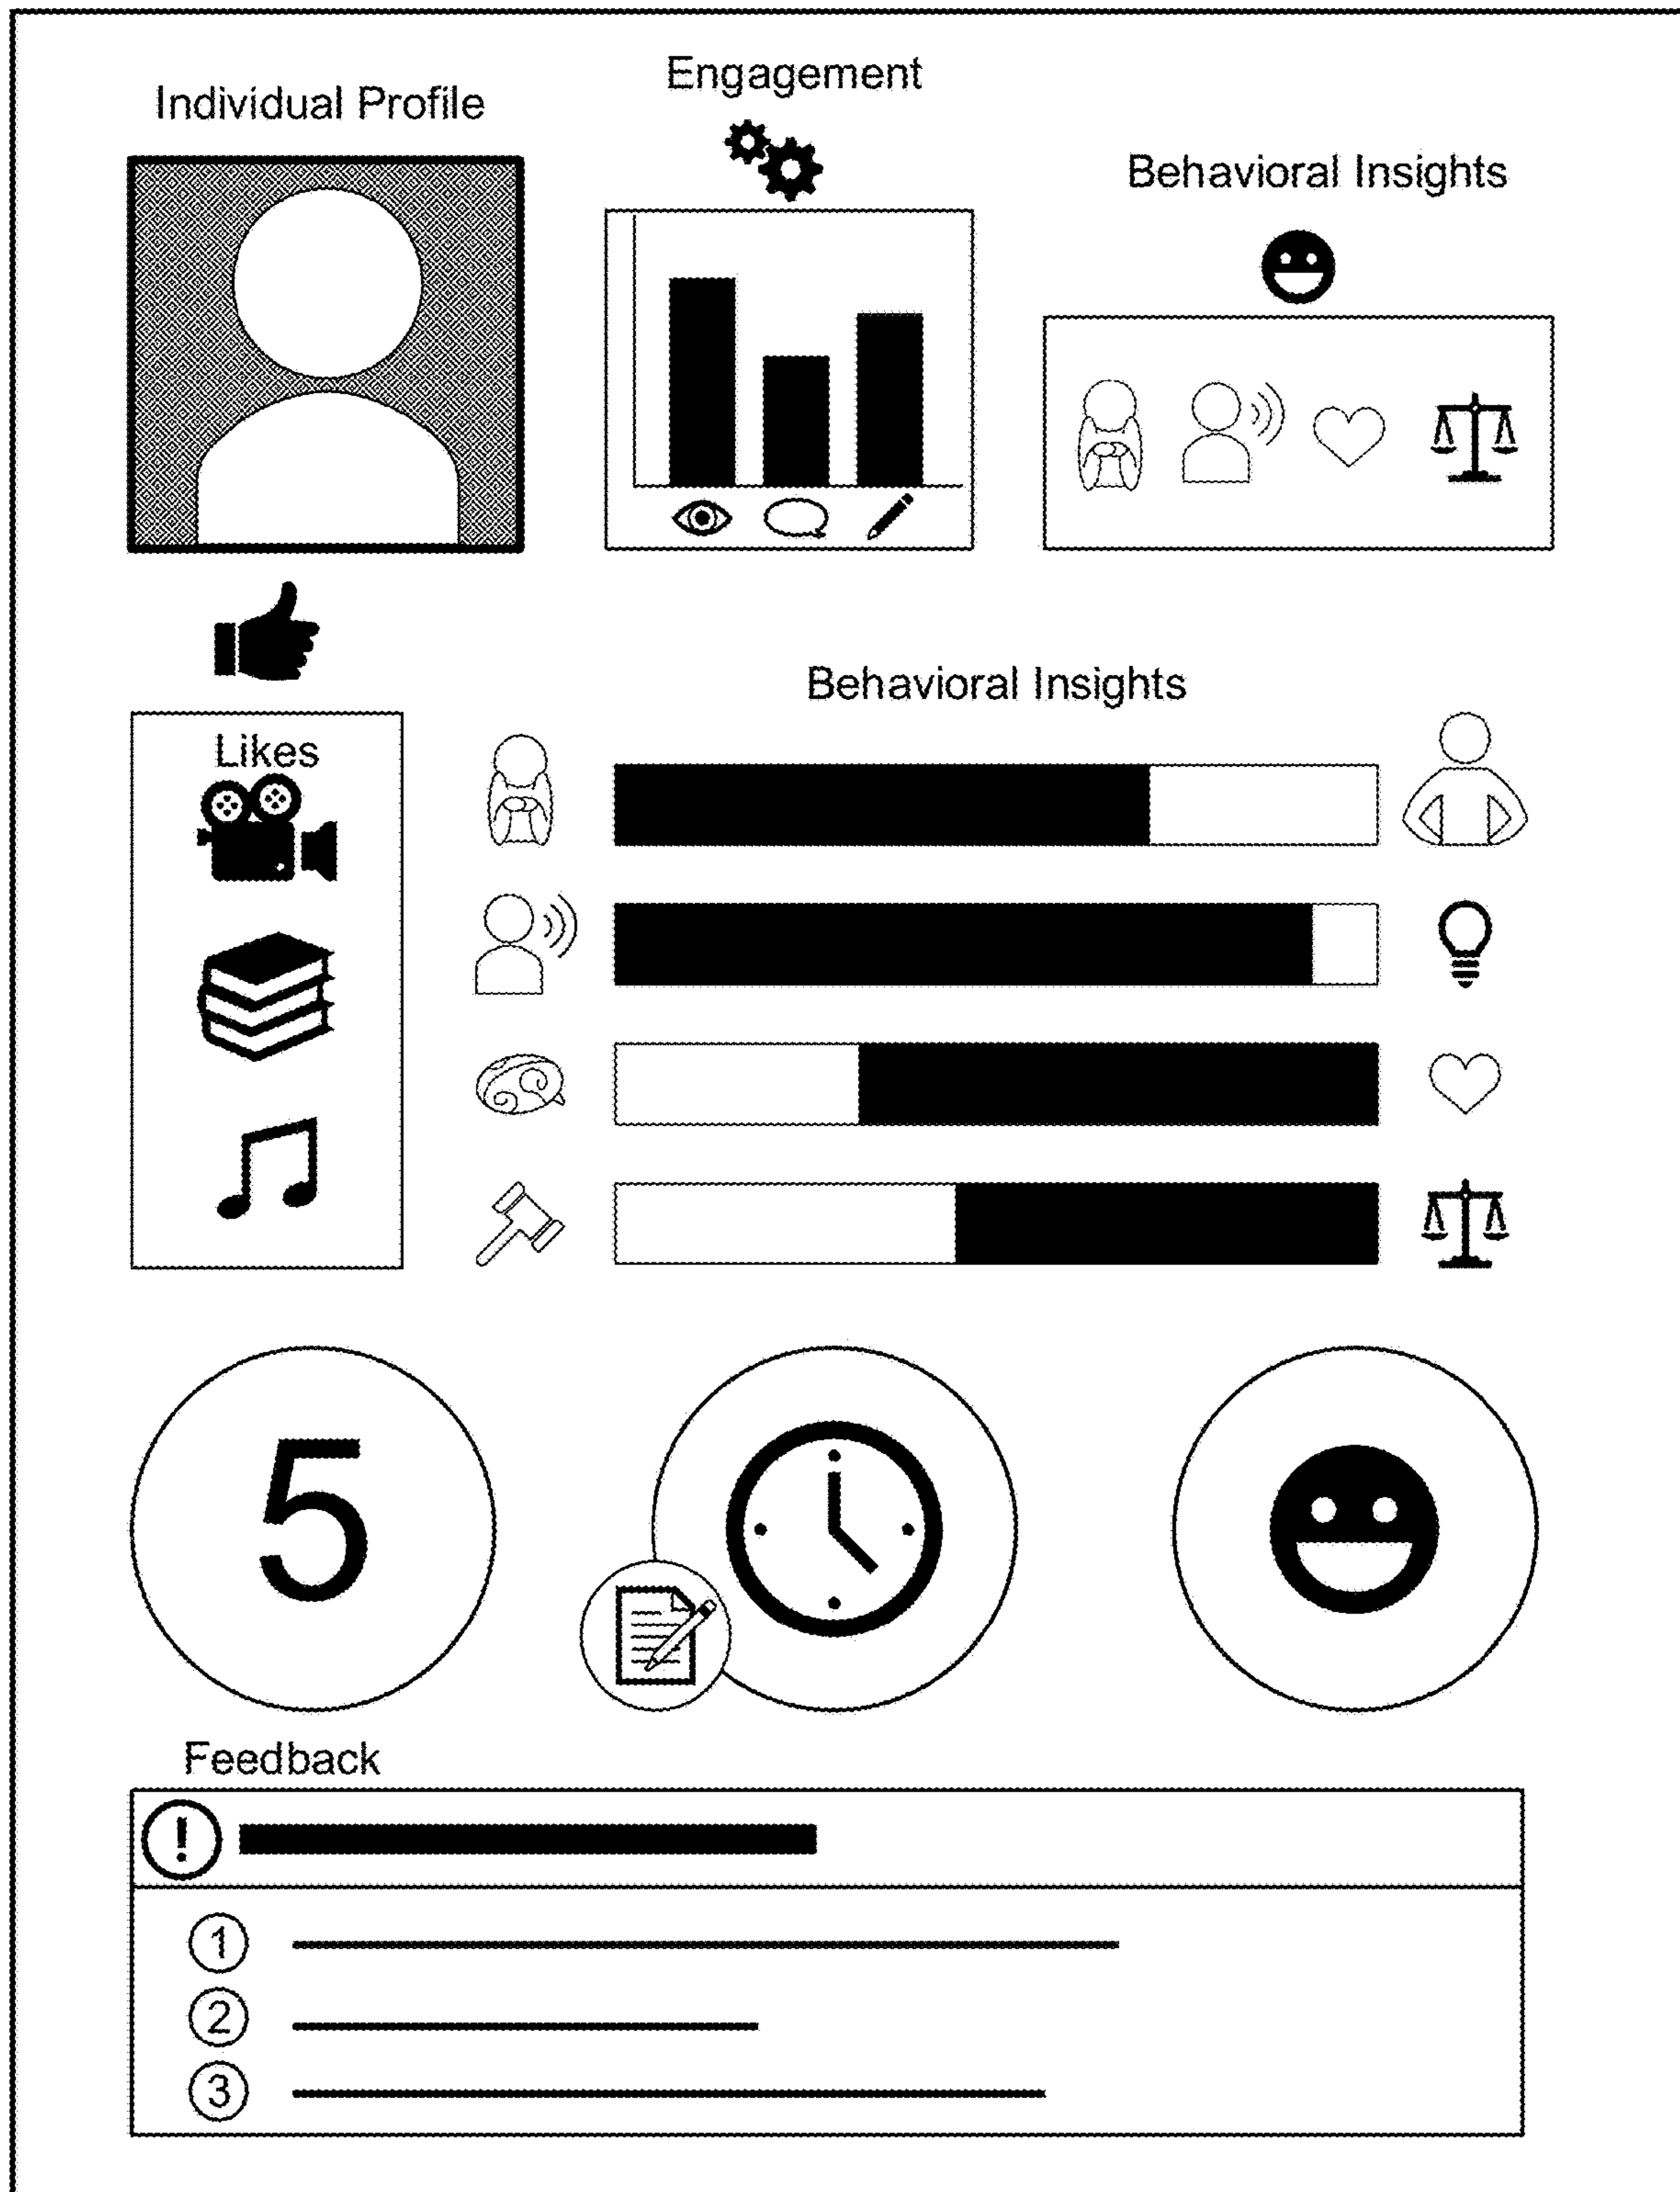 Individual Profile
Engagement
Behavioral Insights
Likes
Behavioral Insights
5
Feedback
!
1
2
3